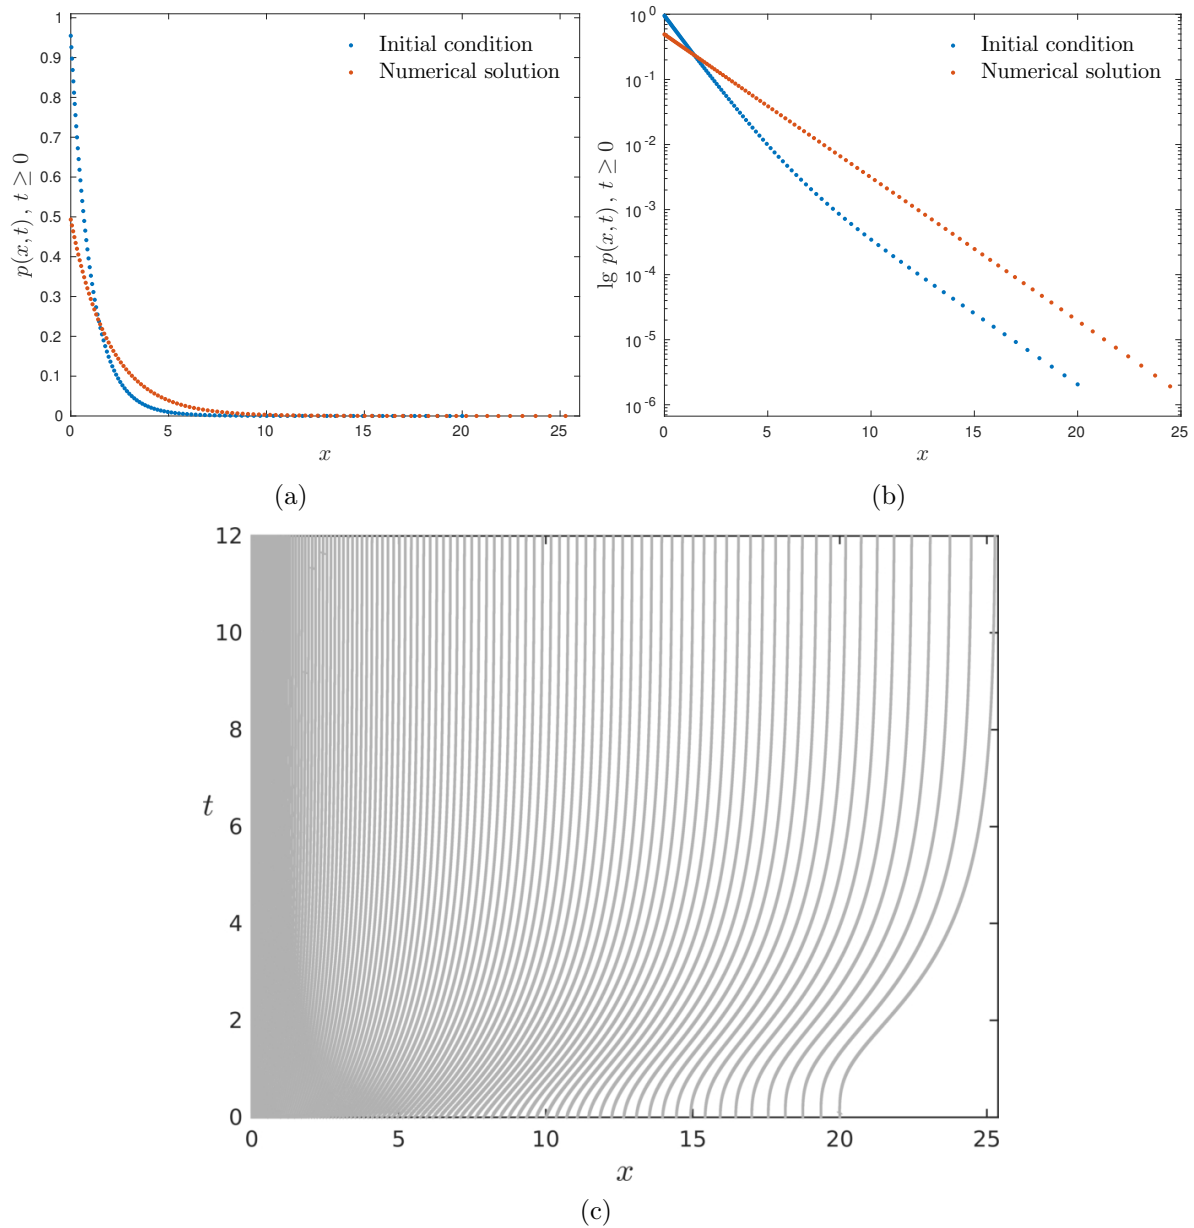 1
0.9
0.8
0.7
0.6
0.5
0.4
0.3
0.2
0.1
0
p(x, t) , t ≥ 0
Initial condition
Numerical solution
0 5 10 15 20 25
x
(a)
10^0
10^-1
10^-2
10^-3
10^-4
10^-5
10^-6
lg p(x, t) , t ≥ 0
Initial condition
Numerical solution
0 5 10 15 20 25
x
(b)
12
10
8
6
4
2
0
t
0 5 10 15 20 25
x
(c)